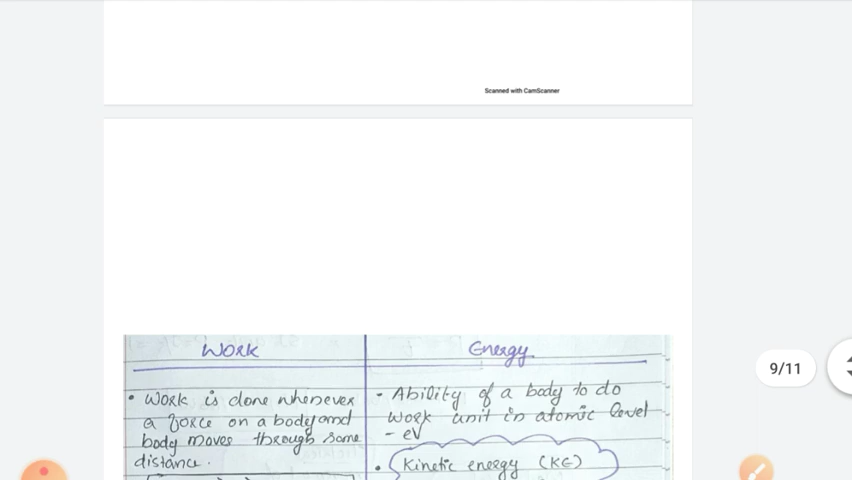 Scanned with CamScanner
Work
Energy
9/11
• Work is done whenever
a force on a body and
body moves through some
distance.
- Ability of a body to do
work unit in atomic level
- eV
• Kinetic energy (KE)